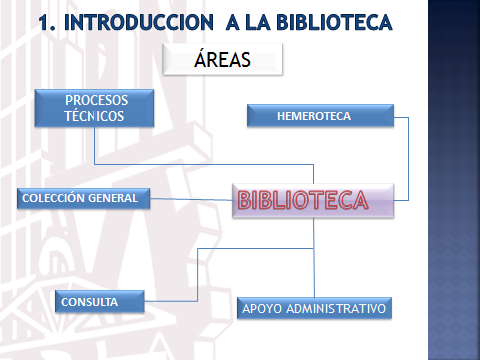 1. INTRODUCCION A LA BIBLIOTECA
ÁREAS
PROCESOS
TÉCNICOS
HEMEROTECA
COLECCIÓN GENERAL
BIBLIOTECA
CONSULTA
APOYO ADMINISTRATIVO